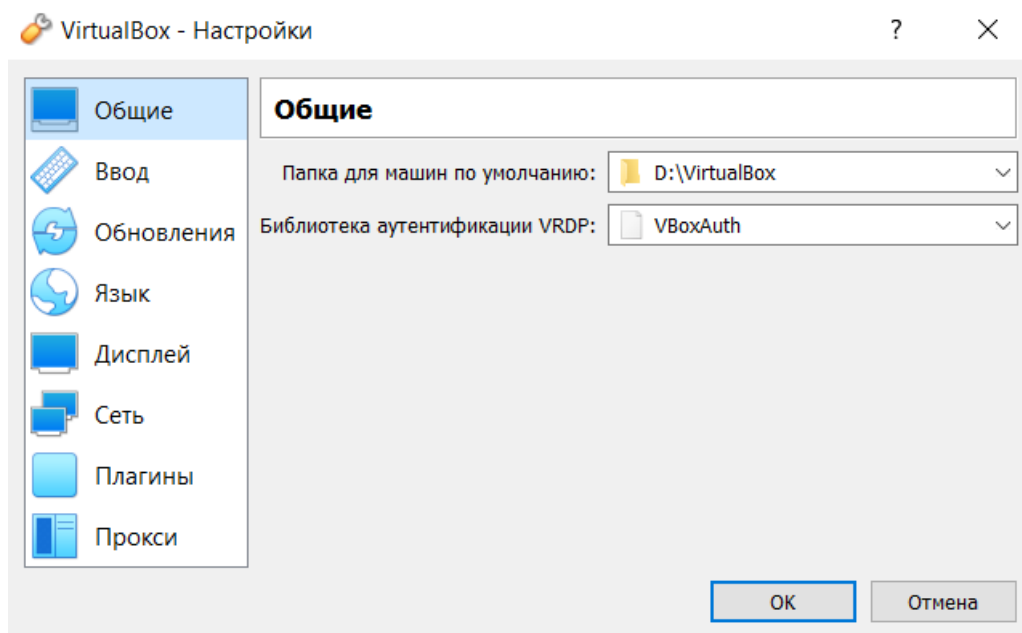 VirtualBox - Настройки
?
Общие
Ввод
Обновления
Язык
Дисплей
Сеть
Плагины
Прокси
Общие
Папка для машин по умолчанию: D:\VirtualBox
Библиотека аутентификации VRDP: VBoxAuth
OK
Отмена